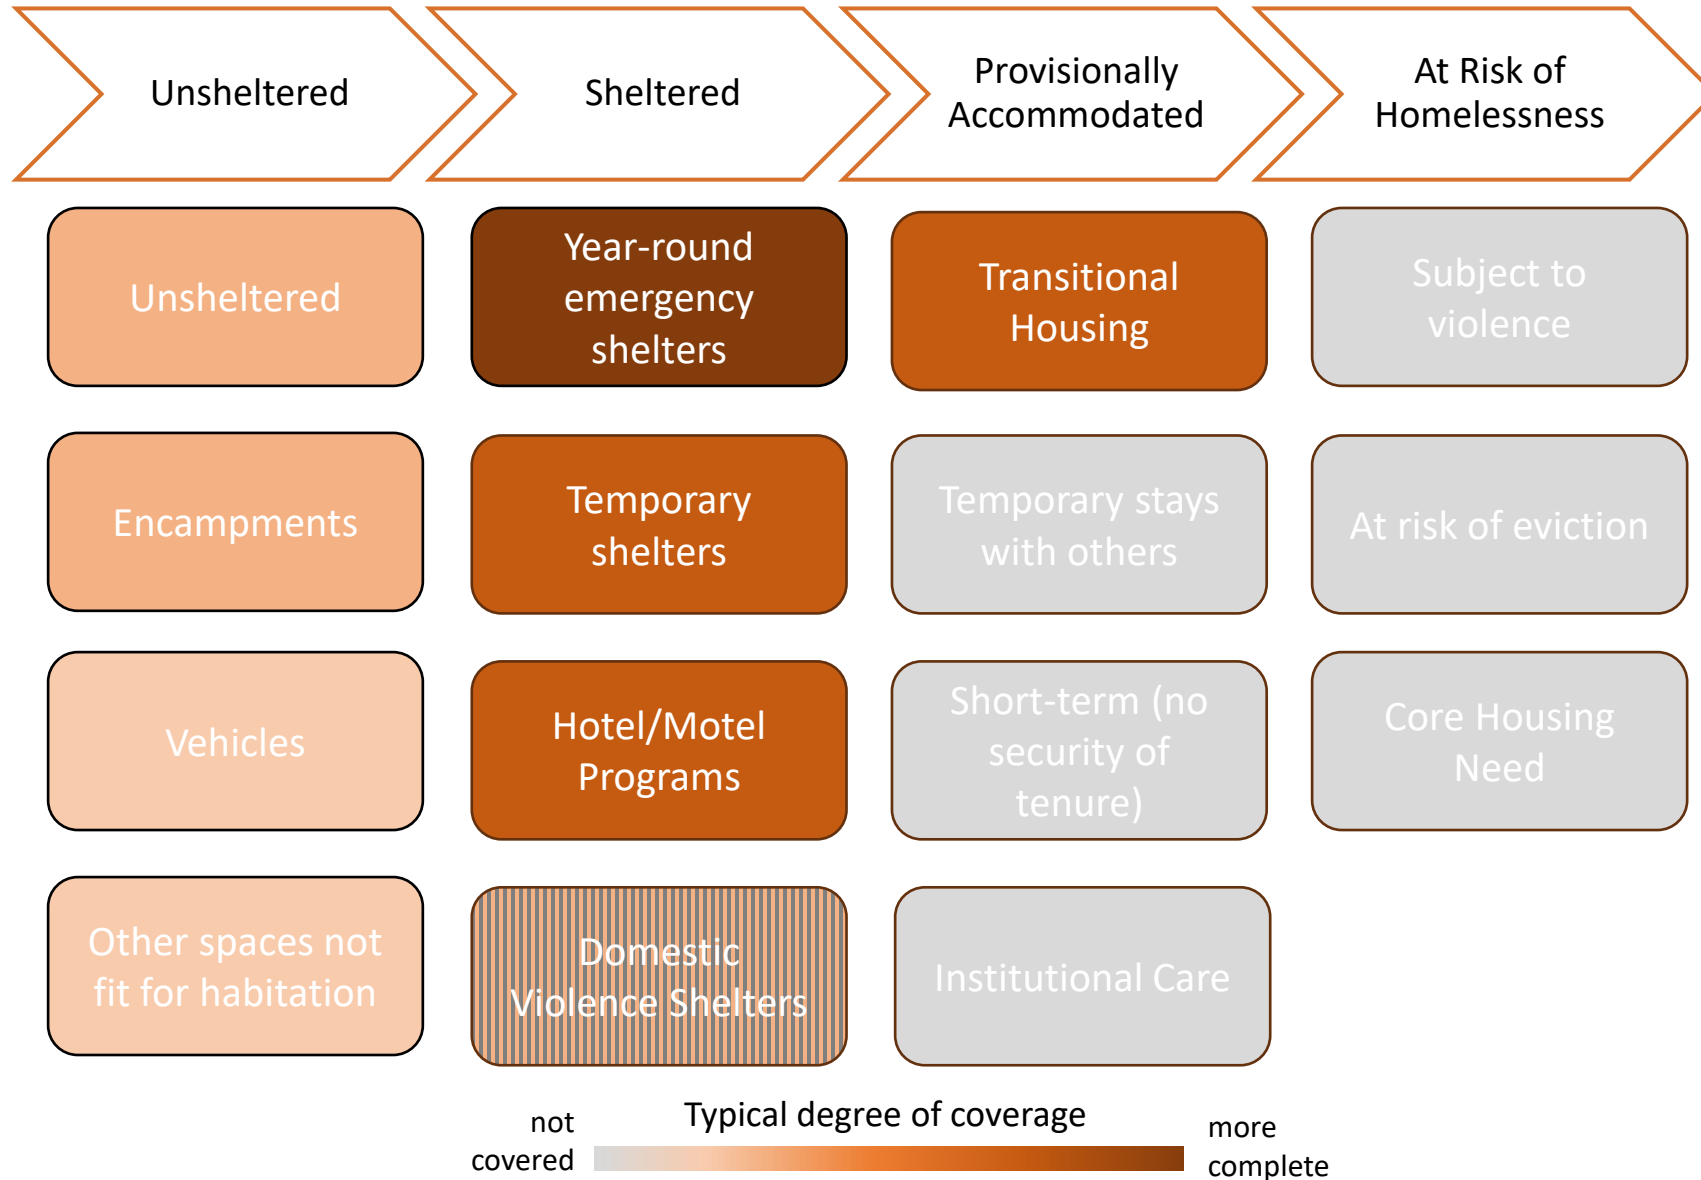 Unsheltered
Sheltered
Provisionally
Accommodated
At Risk of
Homelessness
Unsheltered
Year-round
emergency
shelters
Transitional
Housing
Subject to
violence
Encampments
Temporary
shelters
Temporary stays
with others
At risk of eviction
Vehicles
Hotel/Motel
Programs
Short-term (no
security of
tenure)
Core Housing
Need
Other spaces not
fit for habitation
Domestic
Violence Shelters
Institutional Care
not
covered
Typical degree of coverage
more
complete